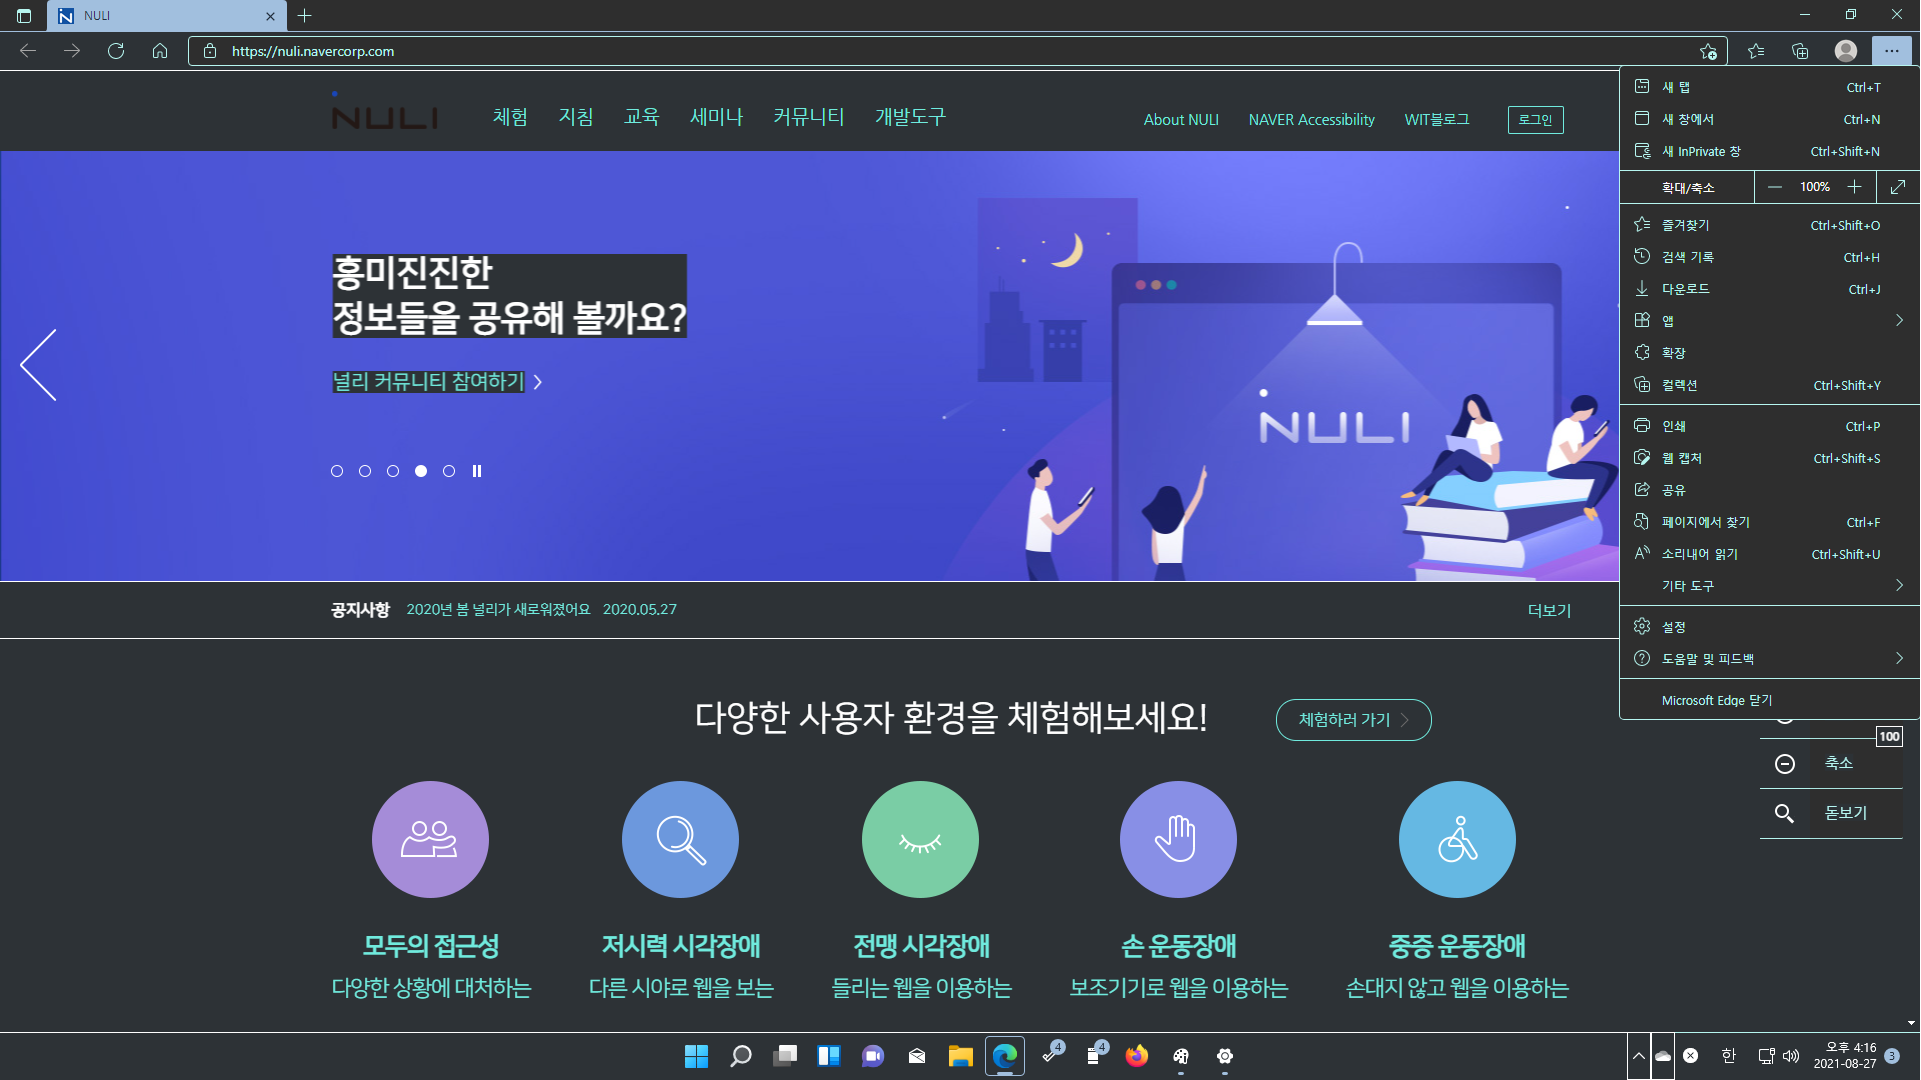 NULI
https://nuli.navercorp.com
NULI
체험
지침
교육
세미나
커뮤니티
개발도구
About NULI
NAVER Accessibility
WIT블로그
로그인
흥미진진한
정보들을 공유해 볼까요?
널리 커뮤니티 참여하기
NULI
공지사항 2020년 봄 널리가 새로워졌어요 2020.05.27
더보기
다양한 사용자 환경을 체험해보세요!
체험하러 가기
모두의 접근성
다양한 상황에 대처하는
저시력 시각장애
다른 시야로 웹을 보는
전맹 시각장애
들리는 웹을 이용하는
손 운동장애
보조기기로 웹을 이용하는
중증 운동장애
손대지 않고 웹을 이용하는
새 탭 Ctrl+T
새 창에서 Ctrl+N
새 InPrivate 창 Ctrl+Shift+N
확대/축소 100%
즐겨찾기 Ctrl+Shift+O
검색 기록 Ctrl+H
다운로드 Ctrl+J
앱
확장
컬렉션 Ctrl+Shift+Y
인쇄 Ctrl+P
웹 캡처 Ctrl+Shift+S
공유
페이지에서 찾기 Ctrl+F
소리내어 읽기 Ctrl+Shift+U
기타 도구
설정
도움말 및 피드백
Microsoft Edge 닫기
100
축소
돋보기
4
4
한
오후 4:16
2021-08-27
3